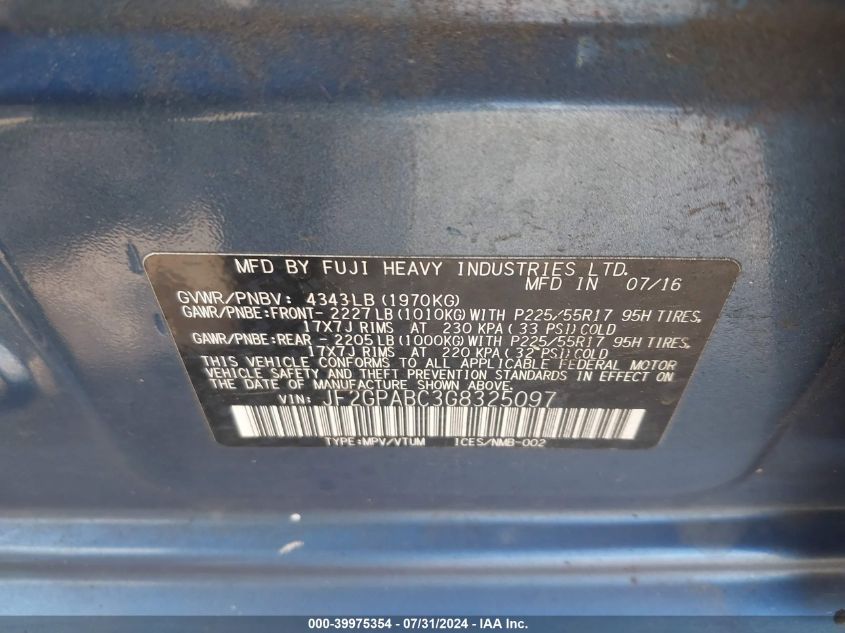 MFD BY FUJI HEAVY INDUSTRIES LTD.
MFD IN 07/16
GVWR/PNBV: 4343LB(1970KG)
GAWR/PNBE:FRONT- 2227LB(1010KG)WITH P225/55R17 95H TIRES,
17X7J RIMS AT 230 KPA(33 PSI)COLD
GAWR/PNBE:REAR - 2205LB(1000KG)WITH P225/55R17 95H TIRES,
17X7J RIMS AT 220 KPA(32 PSI)COLD
THIS VEHICLE CONFORMS TO ALL APPLICABLE FEDERAL MOTOR
VEHICLE SAFETY AND THEFT PREVENTION STANDARDS IN EFFECT ON
THE DATE OF MANUFACTURE SHOWN ABOVE.
VIN: JF2GPABC3G8325097
TYPE:MPV/VTUM ICES/NMB-002
000-39975354 - 07/31/2024 - IAA Inc.